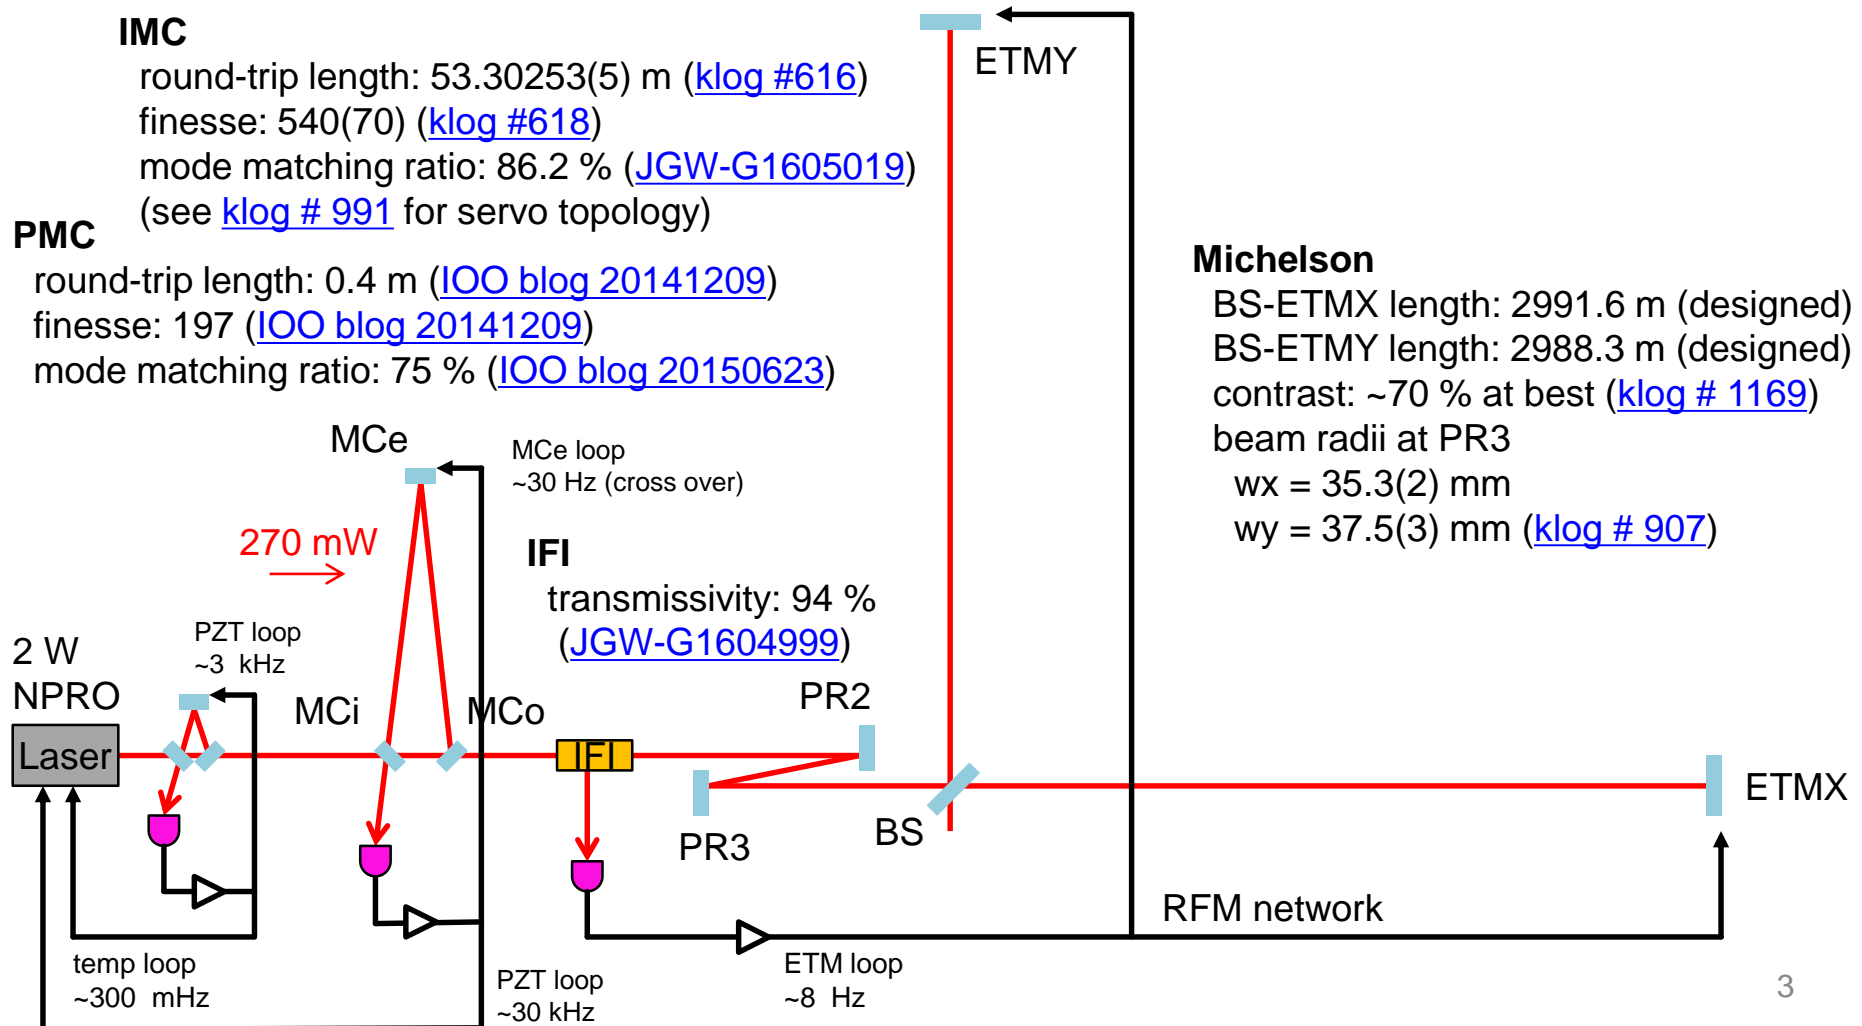 IMC
round-trip length: 53.30253(5) m (klog #616)
finesse: 540(70) (klog #618)
mode matching ratio: 86.2 % (JGW-G1605019)
(see klog # 991 for servo topology)
PMC
round-trip length: 0.4 m (IOO blog 20141209)
finesse: 197 (IOO blog 20141209)
mode matching ratio: 75 % (IOO blog 20150623)
ETMY
Michelson
BS-ETMX length: 2991.6 m (designed)
BS-ETMY length: 2988.3 m (designed)
contrast: ~70 % at best (klog # 1169)
beam radii at PR3
wx = 35.3(2) mm
wy = 37.5(3) mm (klog # 907)
MCe
MCe loop
~30 Hz (cross over)
270 mW
IFI
transmissivity: 94 %
(JGW-G1604999)
PZT loop
~3 kHz
2 W
NPRO
Laser
MCi
MCo
IFI
PR2
PR3
BS
ETMX
RFM network
temp loop
~300 mHz
PZT loop
~30 kHz
ETM loop
~8 Hz
3